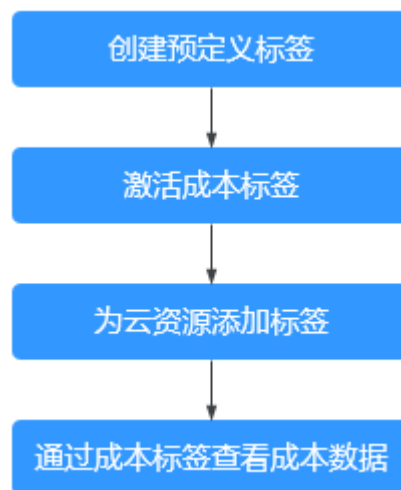 创建预定义标签
激活成本标签
为云资源添加标签
通过成本标签查看成本数据